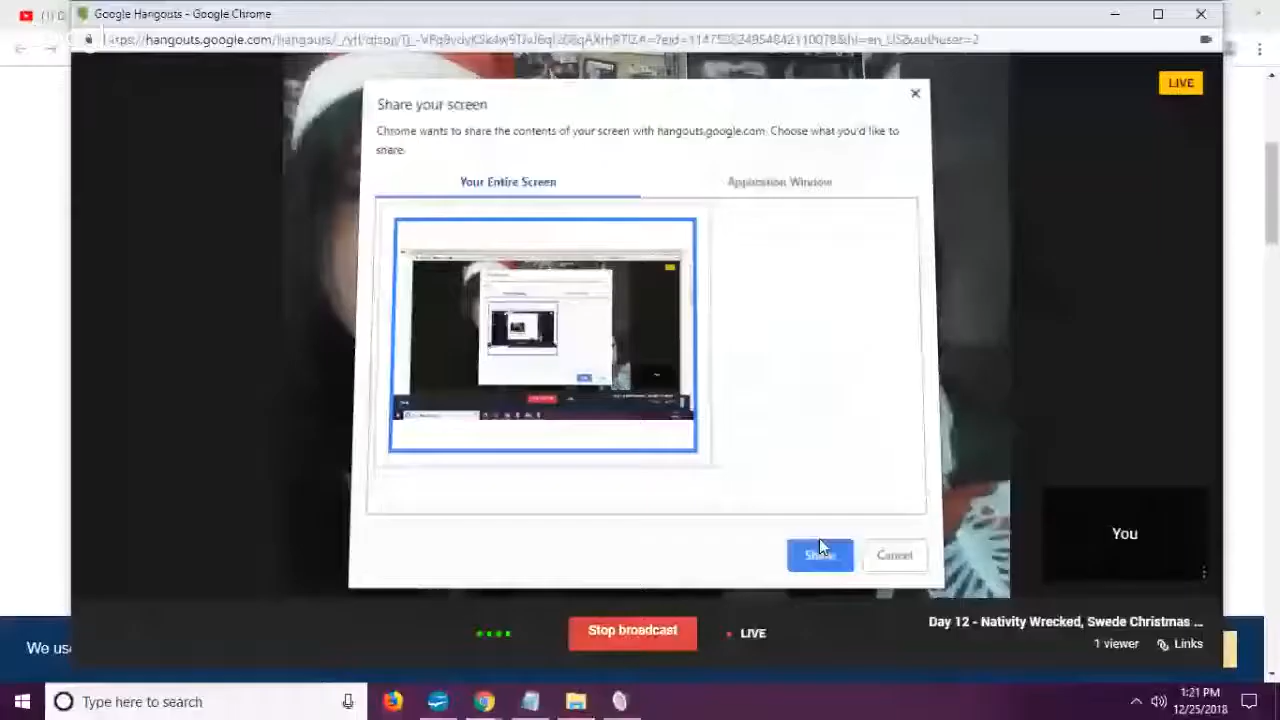 Google Hangouts - Google Chrome
Share your screen
LIVE
Chrome wants to share the contents of your screen with hangouts.google.com. Choose what you'd like to
share.
Your Entire Screen
Application Window
You
Share
Cancel
Stop broadcast
LIVE
Day 12 - Nativity Wrecked, Swede Christmas ...
1 viewer
Links
We us
Type here to search
1:21 PM
12/25/2018